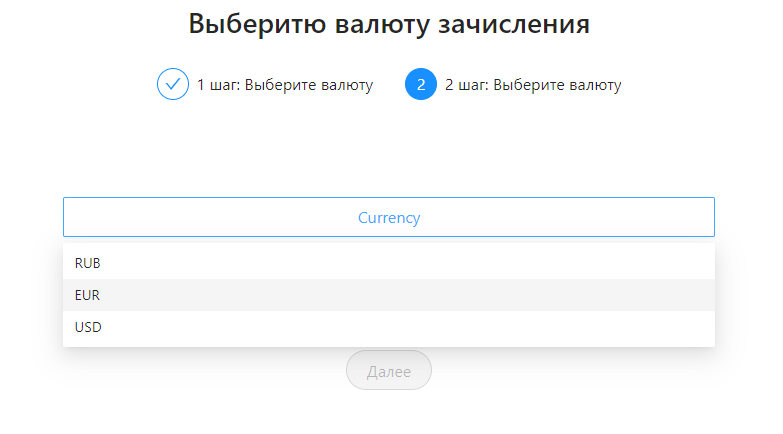 Выберитю валюту зачисления
1 шаг: Выберите валюту
2
2 шаг: Выберите валюту
Currency
RUB
EUR
USD
Далее